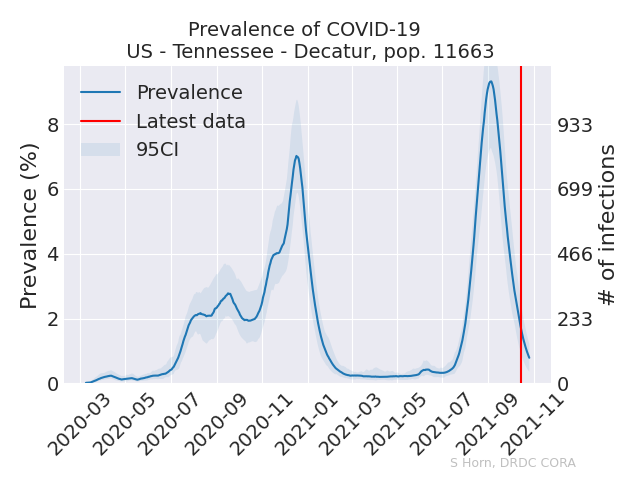 Prevalence of COVID-19
US - Tennessee - Decatur, pop. 11663
Prevalence
Latest data
95CI
Prevalence (%)
8
6
4
2
0
933
699
466
233
0
# of infections
2020-03
2020-05
2020-07
2020-09
2020-11
2021-01
2021-03
2021-05
2021-07
2021-09
2021-11
S Horn, DRDC CORA